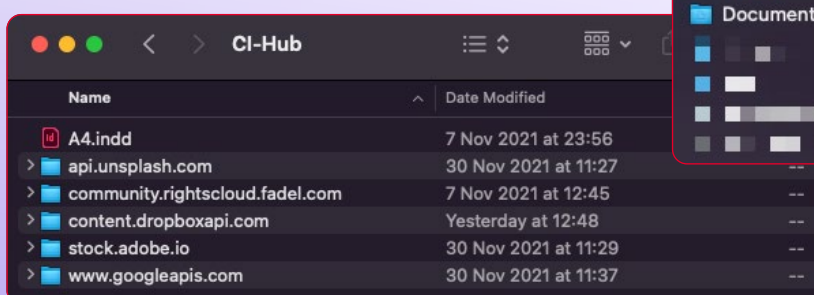 Document
CI-Hub
Name Date Modified
Id A4.indd 7 Nov 2021 at 23:56
api.unsplash.com 30 Nov 2021 at 11:27 --
community.rightscloud.fadel.com 7 Nov 2021 at 12:45 --
content.dropboxapi.com Yesterday at 12:48 --
stock.adobe.io 30 Nov 2021 at 11:29 --
www.googleapis.com 30 Nov 2021 at 11:37 --